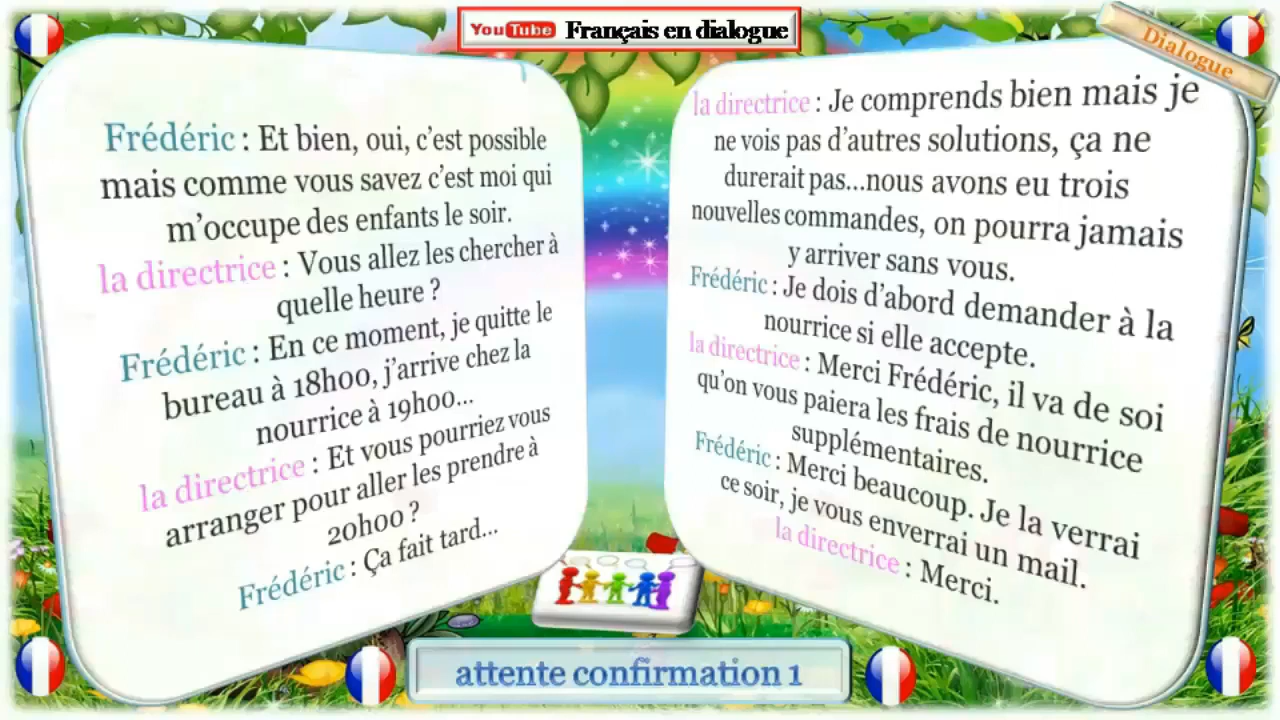 YouTube Français en dialogue
Dialogue
Frédéric : Et bien, oui, c’est possible
mais comme vous savez c’est moi qui
m’occupe des enfants le soir.
la directrice : Vous allez les chercher à
quelle heure ?
Frédéric : En ce moment, je quitte le
bureau à 18h00, j’arrive chez la
nourrice à 19h00...
la directrice : Et vous pourriez vous
arranger pour aller les prendre à
20h00 ?
Frédéric : Ça fait tard...
la directrice : Je comprends bien mais je
ne vois pas d’autres solutions, ça ne
durerait pas...nous avons eu trois
nouvelles commandes, on pourra jamais
y arriver sans vous.
Frédéric : Je dois d’abord demander à la
nourrice si elle accepte.
la directrice : Merci Frédéric, il va de soi
qu’on vous paiera les frais de nourrice
supplémentaires.
Frédéric : Merci beaucoup. Je la verrai
ce soir, je vous enverrai un mail.
la directrice : Merci.
attente confirmation 1